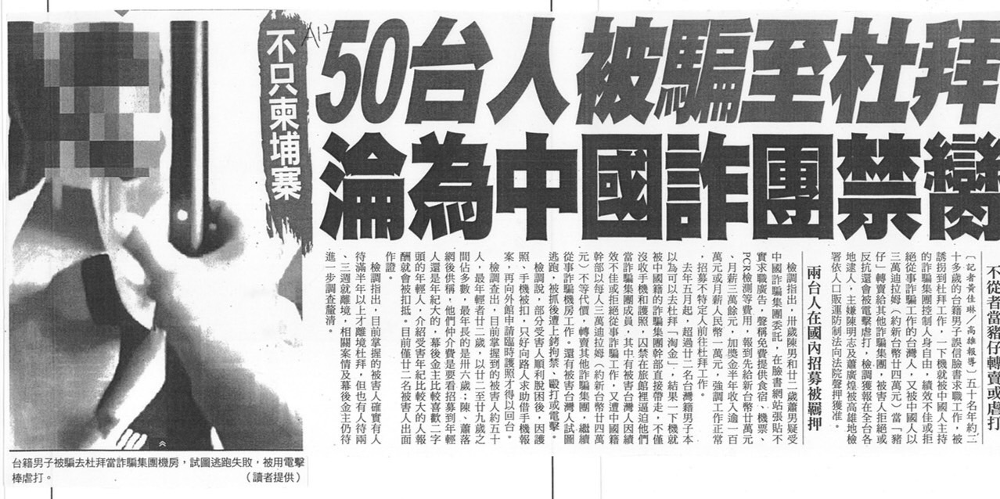 A12
不只柬埔寨
50台人被騙至杜拜
淪為中國詐團禁臠
不從者當豬仔轉賣或虐打
〔記者黃佳琳／高雄報導〕五十名年約三
十多歲的台籍男子誤信臉書求職工作，被
誘拐到杜拜工作，一下機就被中國人主持
的詐騙集團控制人身自由，績效不佳或拒
絕從事詐騙工作的台灣人，又被中國人以
三萬迪拉姆（約新台幣廿四萬元）當「豬
仔」轉賣給其他詐騙集團，被害人拒絕或
反抗還會被電擊虐打，檢調獲報在全台各
地逮人，主嫌陳明志及蕭廣煌被高雄地檢
署依人口販運防制法向法院聲押獲准。
兩台人在國內招募被羈押
檢調指出，卅歲陳男和廿二歲蕭男疑受
中國詐騙集團委託，在臉書網站張貼不
實求職廣告，聲稱免費提供食宿、機票、
PCR檢測等費用，報到先給新台幣廿萬元
、月薪三萬餘元，加獎金半年收入逾一百
萬元或月薪人民幣一萬元，強調工作正常
，招募不特定人前往杜拜工作。
去年五月起，超過廿二名台灣籍男子本
以為可以去杜拜「淘金」，結果一下機就
被中國籍的詐騙集團幹部直接帶走，不僅
沒收手機和護照，囚禁在旅館裡逼迫他們
當詐騙集團成員，其中有被害台灣人因績
效不佳或拒絕從事詐騙工作，又遭中國籍
幹部以每人三萬迪拉姆（約新台幣廿四萬
元）不等代價，轉賣其他詐騙集團，繼續
從事詐騙機房工作。還有被害台灣人試圖
逃跑，被抓後遭上銬拘禁、毆打或電擊。
檢調說，部分受害人順利脫困後，因護
照、手機被扣，只好向路人求助借手機報
案，再向外館申請臨時護照才得以回台。
檢調查出，目前掌握到的被害人約五十
人，最年輕者廿二歲，以廿二至廿九歲之
間佔多數，最年長的是卅六歲；陳、蕭落
網後供稱，他們仲介費是要看招募到年輕
人還是年紀大的，幕後金主比較喜歡二字
頭的年輕人，介紹受害年紀比較大的人報
酬就會被扣抵。目前僅廿二名被害人出面
作證。
檢調指出，目前掌握的被害人確實有人
待滿半年以上才離境杜拜，但也有人待兩
、三週就離境，相關案情及幕後金主仍待
進一步調查釐清。
台籍男子被騙去杜拜當詐騙集團機房，試圖逃跑失敗，被用電擊
棒虐打。（讀者提供）